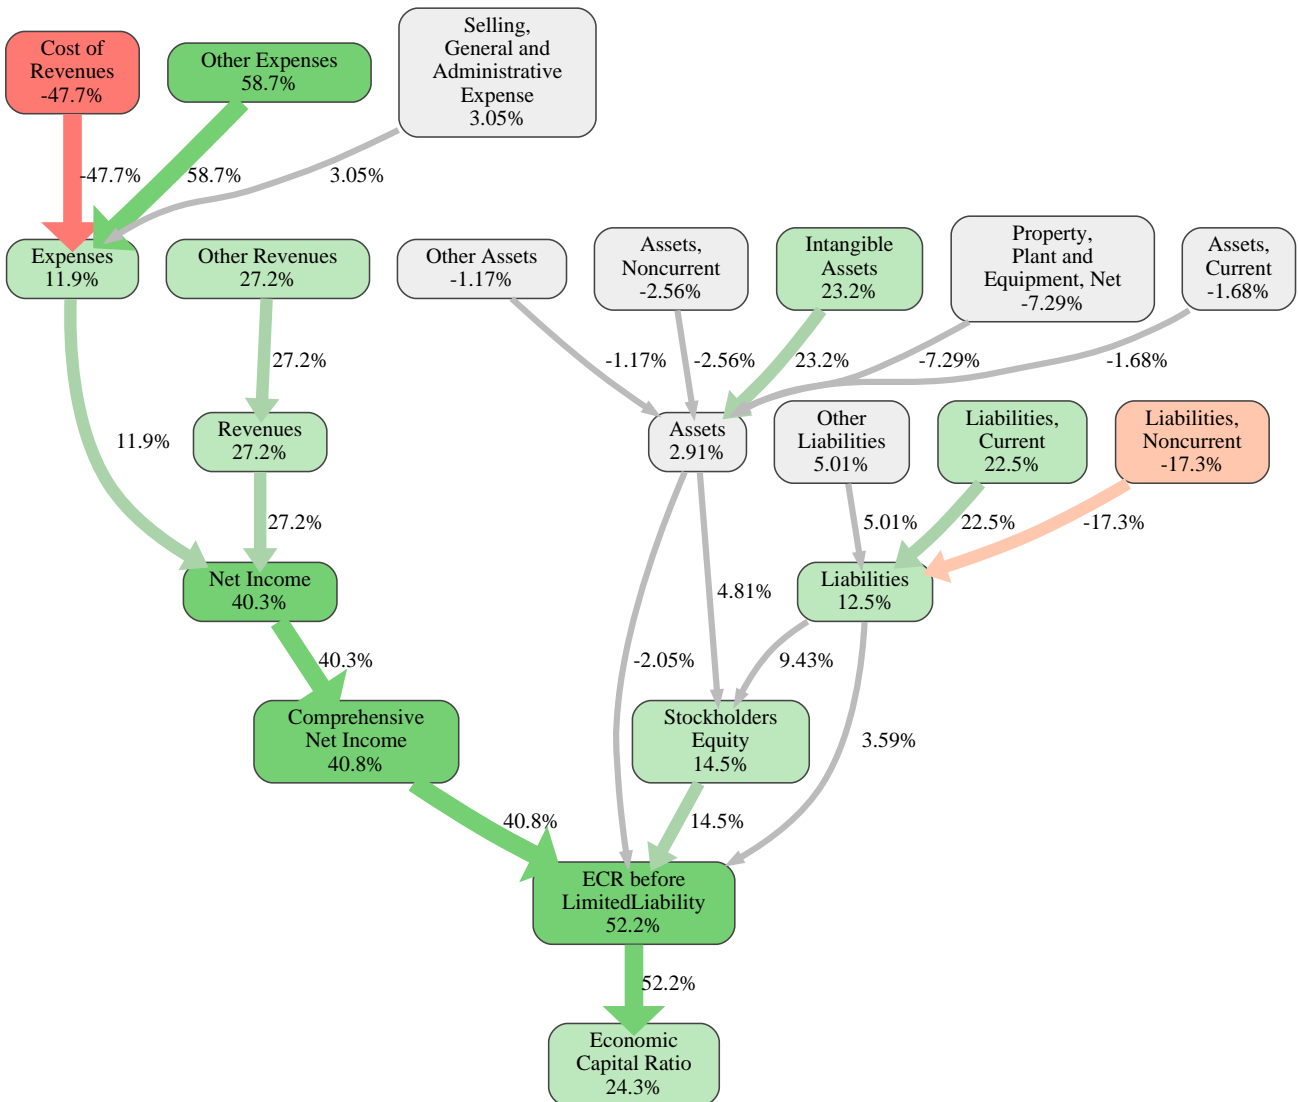 Cost of
Revenues
-47.7%
Other Expenses
58.7%
Selling,
General and
Administrative
Expense
3.05%
-47.7%
58.7%
3.05%
Expenses
11.9%
Other Revenues
27.2%
Other Assets
-1.17%
Assets,
Noncurrent
-2.56%
Intangible
Assets
23.2%
Property,
Plant and
Equipment, Net
-7.29%
Assets,
Current
-1.68%
27.2%
-1.17%
-2.56%
23.2%
-7.29%
-1.68%
11.9%
Revenues
27.2%
Assets
2.91%
Other
Liabilities
5.01%
Liabilities,
Current
22.5%
Liabilities,
Noncurrent
-17.3%
27.2%
5.01%
22.5%
-17.3%
Net Income
40.3%
4.81%
Liabilities
12.5%
40.3%
-2.05%
9.43%
Comprehensive
Net Income
40.8%
Stockholders
Equity
14.5%
3.59%
40.8%
14.5%
ECR before
LimitedLiability
52.2%
52.2%
Economic
Capital Ratio
24.3%